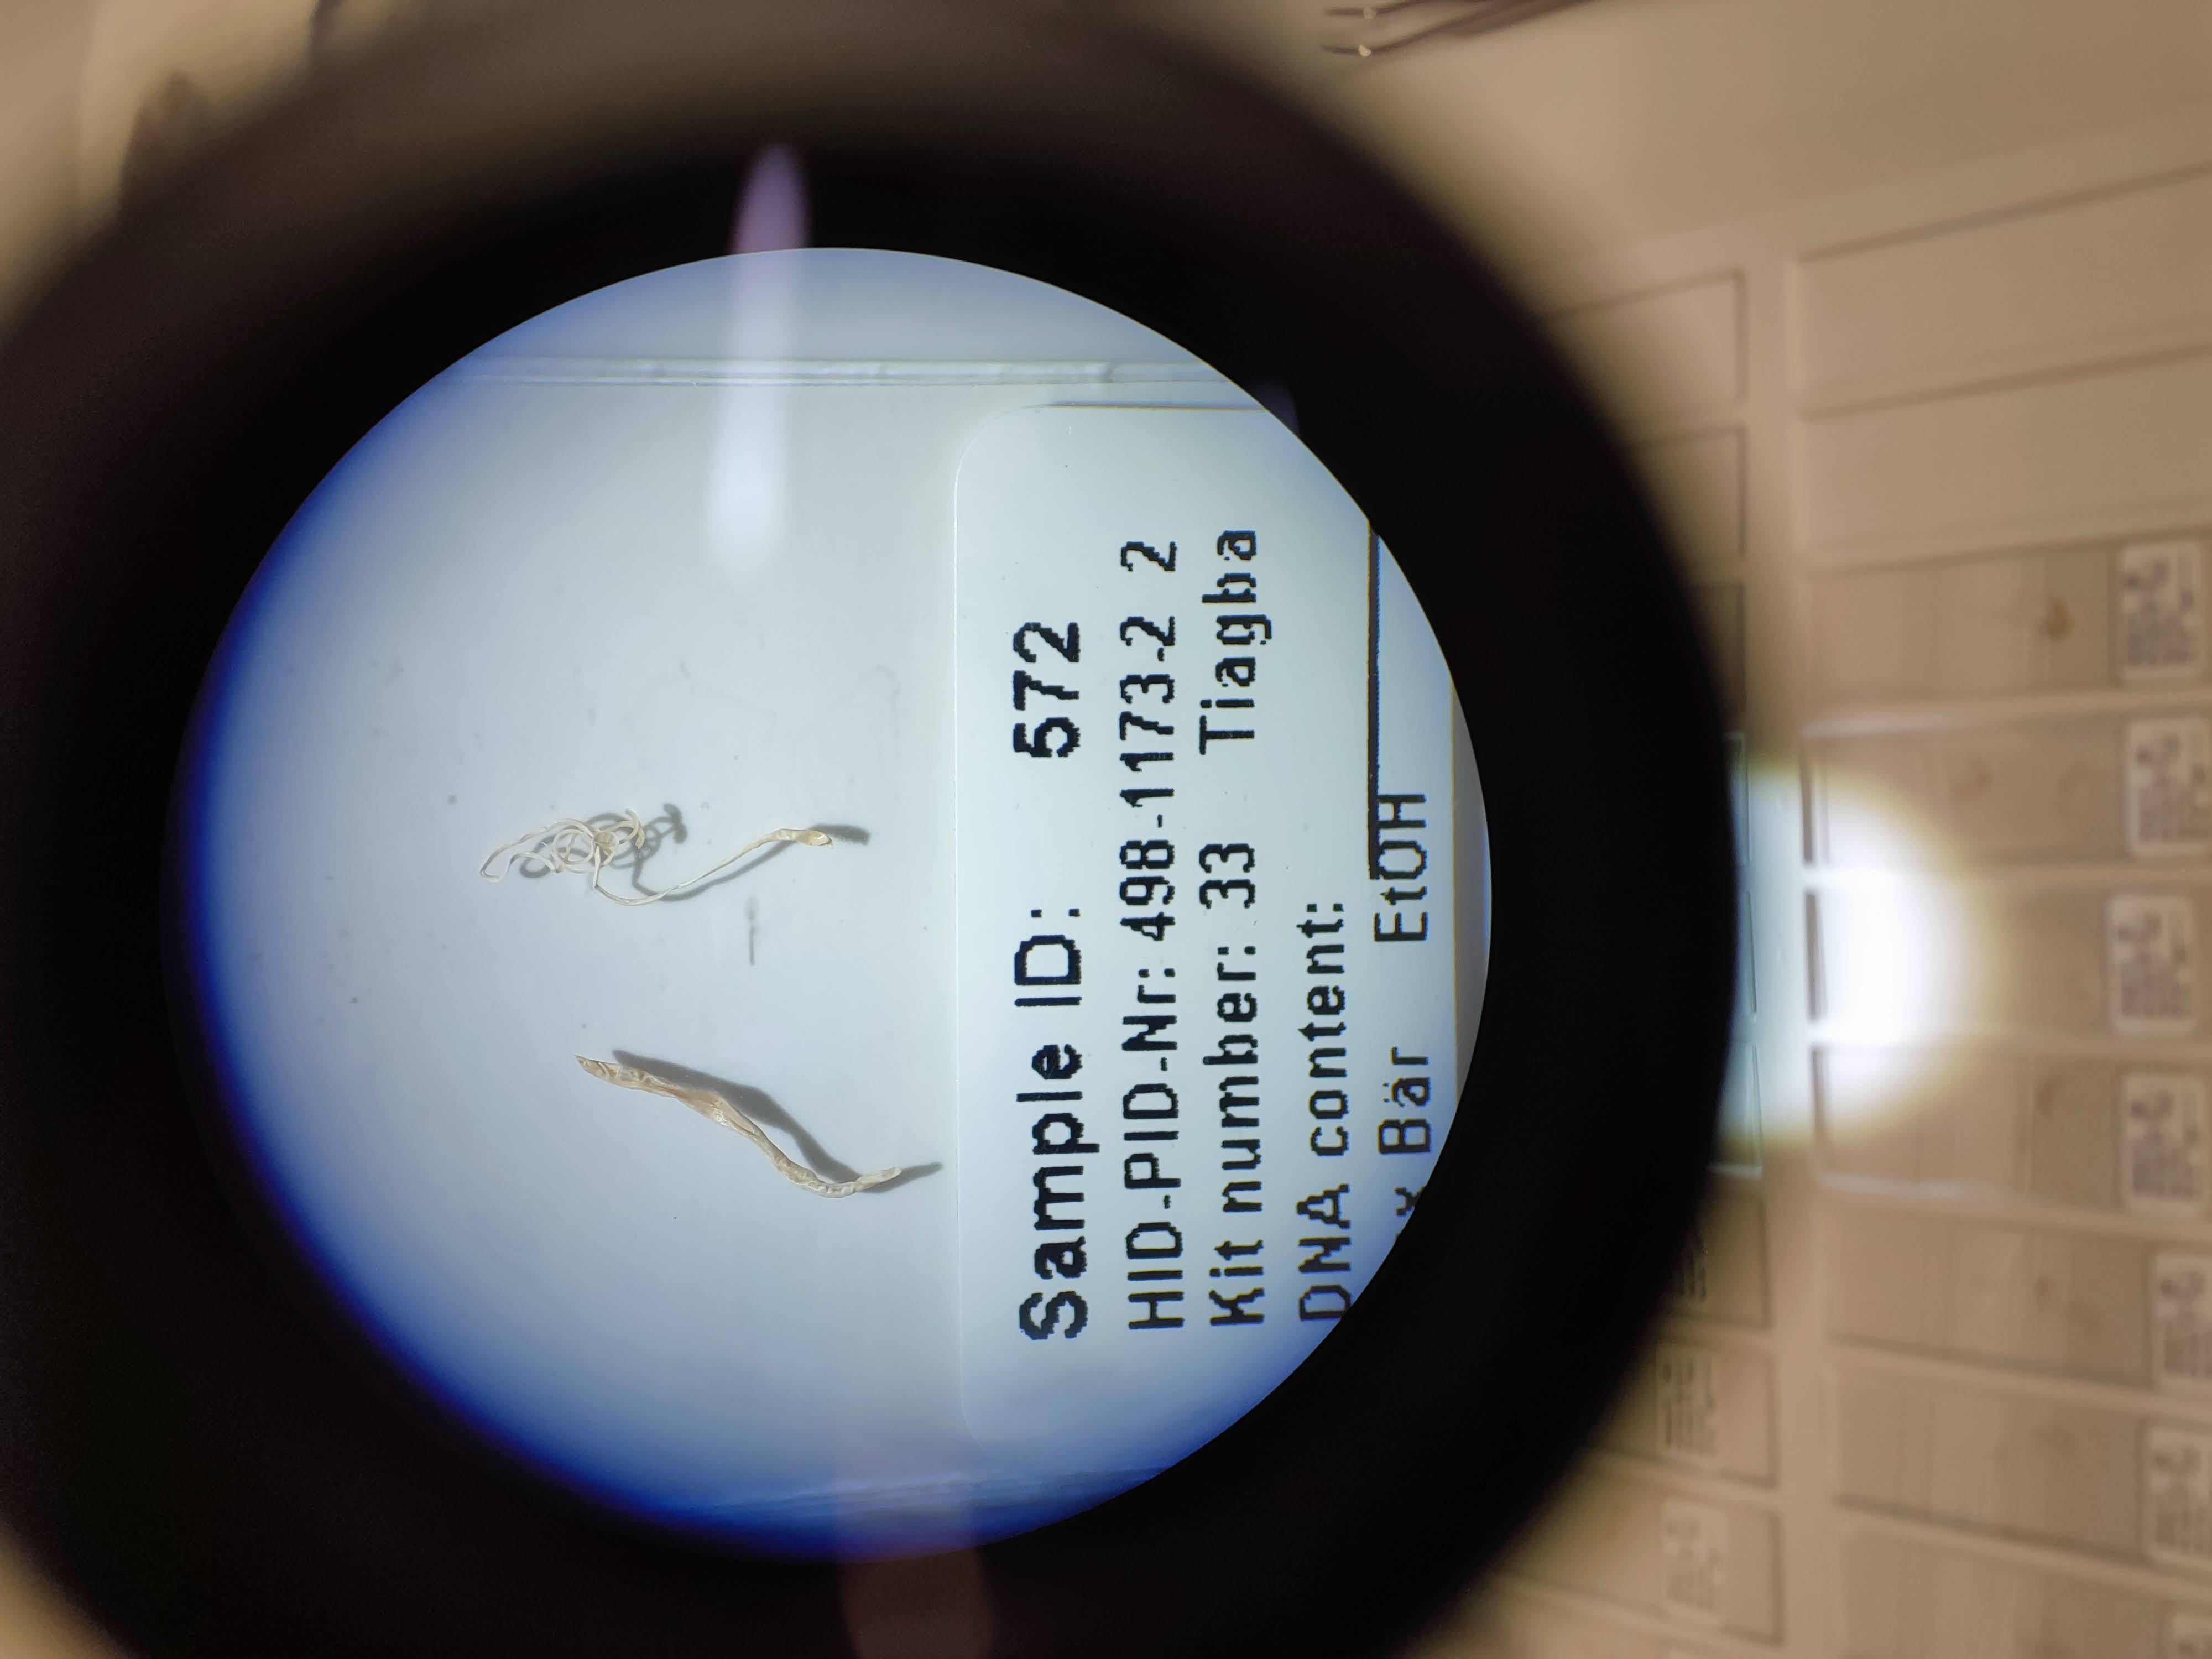 Sample ID: 572
HID-PID-Nr: 498-1173-2 2
Kit number: 33 Tiagba
DNA content:
Bär EtOH